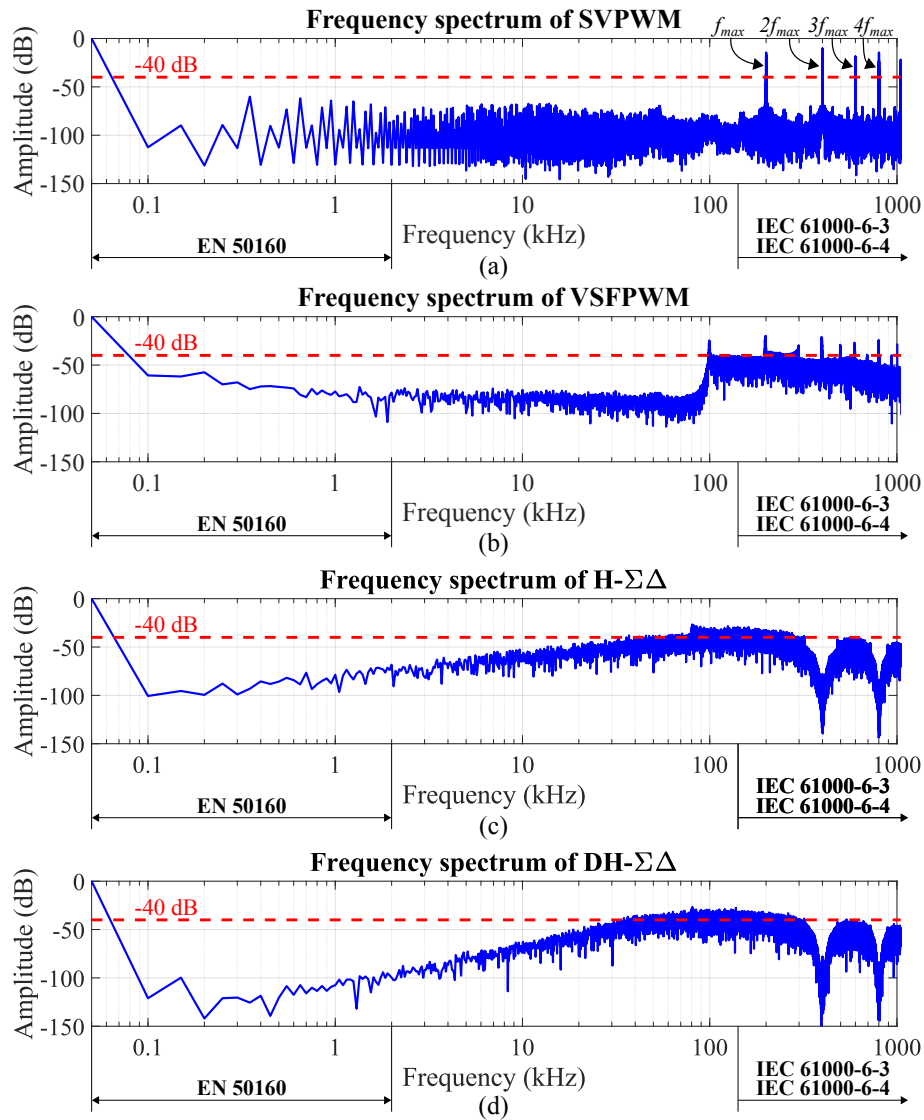 Frequency spectrum of SVPWM
fmax 2fmax 3fmax 4fmax
Amplitude (dB)
0
-50
-100
-150
-40 dB
0.1 1 10 100 1000
Frequency (kHz)
EN 50160
IEC 61000-6-3
IEC 61000-6-4
(a)
Frequency spectrum of VSFPWM
Amplitude (dB)
0
-50
-100
-150
-40 dB
0.1 1 10 100 1000
Frequency (kHz)
EN 50160
IEC 61000-6-3
IEC 61000-6-4
(b)
Frequency spectrum of H-ΣΔ
Amplitude (dB)
0
-50
-100
-150
-40 dB
0.1 1 10 100 1000
Frequency (kHz)
EN 50160
IEC 61000-6-3
IEC 61000-6-4
(c)
Frequency spectrum of DH-ΣΔ
Amplitude (dB)
0
-50
-100
-150
-40 dB
0.1 1 10 100 1000
Frequency (kHz)
EN 50160
IEC 61000-6-3
IEC 61000-6-4
(d)